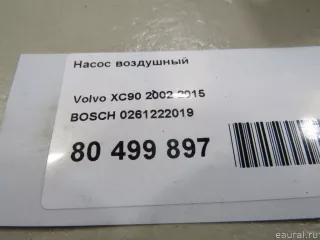 Насос воздушный
Volvo XC90 2002 2015
BOSCH 0261222019
80 499 897
eaural.ru